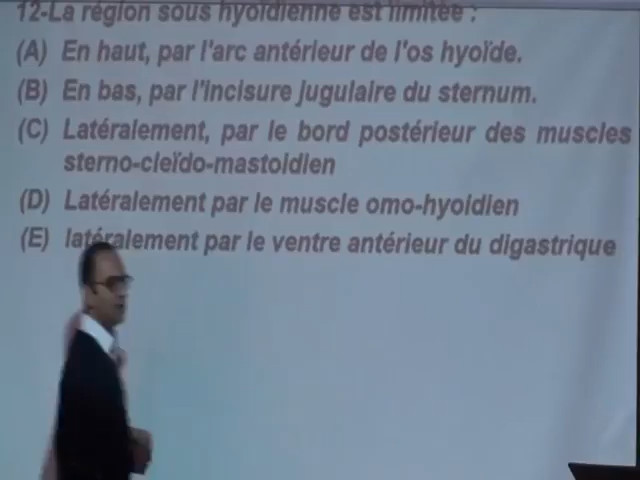 12-La région sous hyoïdienne est limitée :
(A) En haut, par l'arc antérieur de l'os hyoïde.
(B) En bas, par l'incisure jugulaire du sternum.
(C) Latéralement, par le bord postérieur des muscles
sterno-cleïdo-mastoïdien
(D) Latéralement par le muscle omo-hyoïdien
(E) latéralement par le ventre antérieur du digastrique